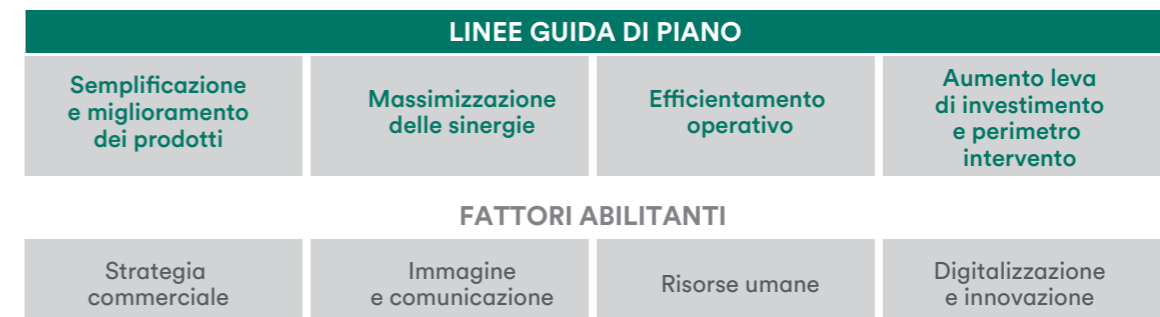 LINEE GUIDA DI PIANO
Semplificazione
e miglioramento
dei prodotti
Massimizzazione
delle sinergie
Efficientamento
operativo
Aumento leva
di investimento
e perimetro
intervento
FATTORI ABILITANTI
Strategia
commerciale
Immagine
e comunicazione
Risorse umane
Digitalizzazione
e innovazione